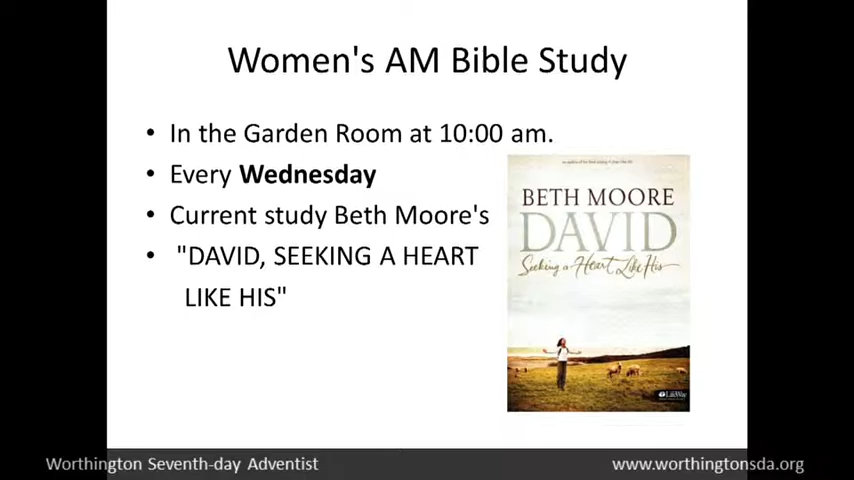 Women's AM Bible Study
• In the Garden Room at 10:00 am.
• Every Wednesday
• Current study Beth Moore's
• "DAVID, SEEKING A HEART
LIKE HIS"
BETH MOORE
DAVID
Seeking a Heart Like His
LifeWay
Worthington Seventh-day Adventist
www.worthingtonsda.org